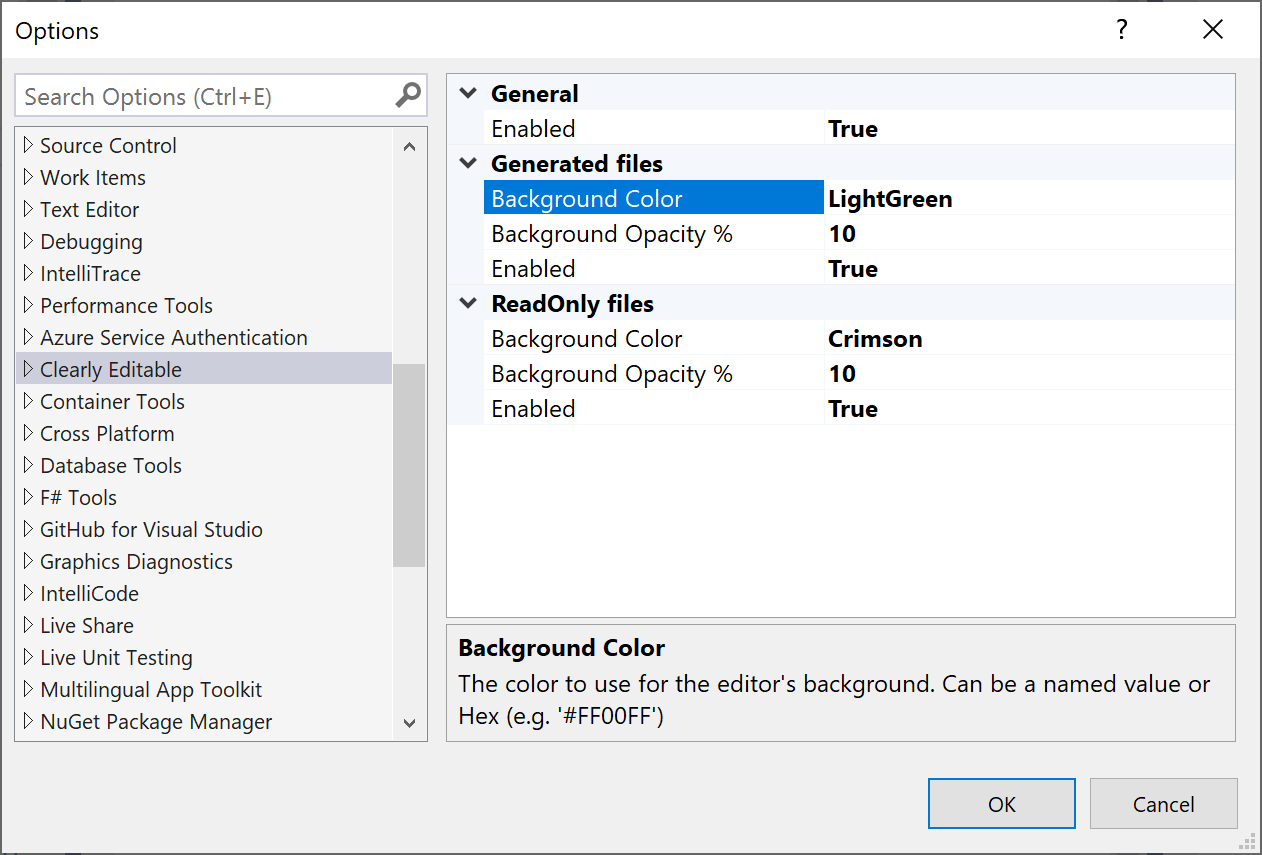 Options
?
Search Options (Ctrl+E)
Source Control
Work Items
Text Editor
Debugging
IntelliTrace
Performance Tools
Azure Service Authentication
Clearly Editable
Container Tools
Cross Platform
Database Tools
F# Tools
GitHub for Visual Studio
Graphics Diagnostics
IntelliCode
Live Share
Live Unit Testing
Multilingual App Toolkit
NuGet Package Manager
General
Enabled True
Generated files
Background Color LightGreen
Background Opacity % 10
Enabled True
ReadOnly files
Background Color Crimson
Background Opacity % 10
Enabled True
Background Color
The color to use for the editor's background. Can be a named value or
Hex (e.g. '#FF00FF')
OK Cancel